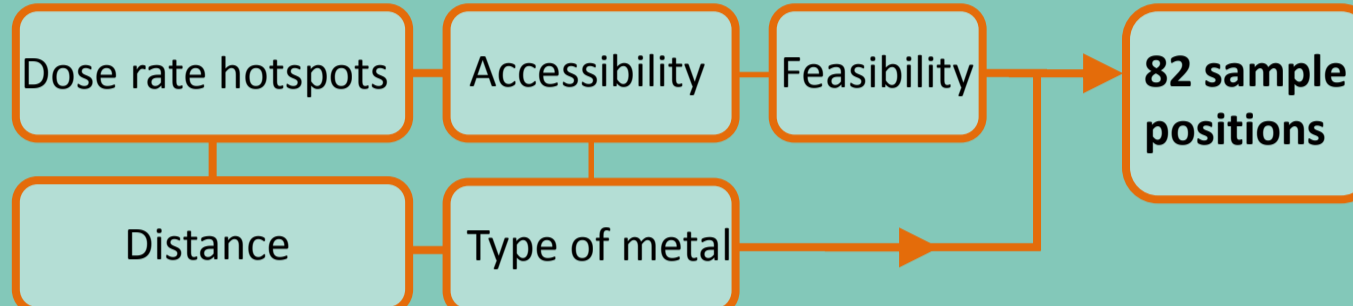 Dose rate hotspots
Accessibility
Feasibility
82 sample
positions
Distance
Type of metal